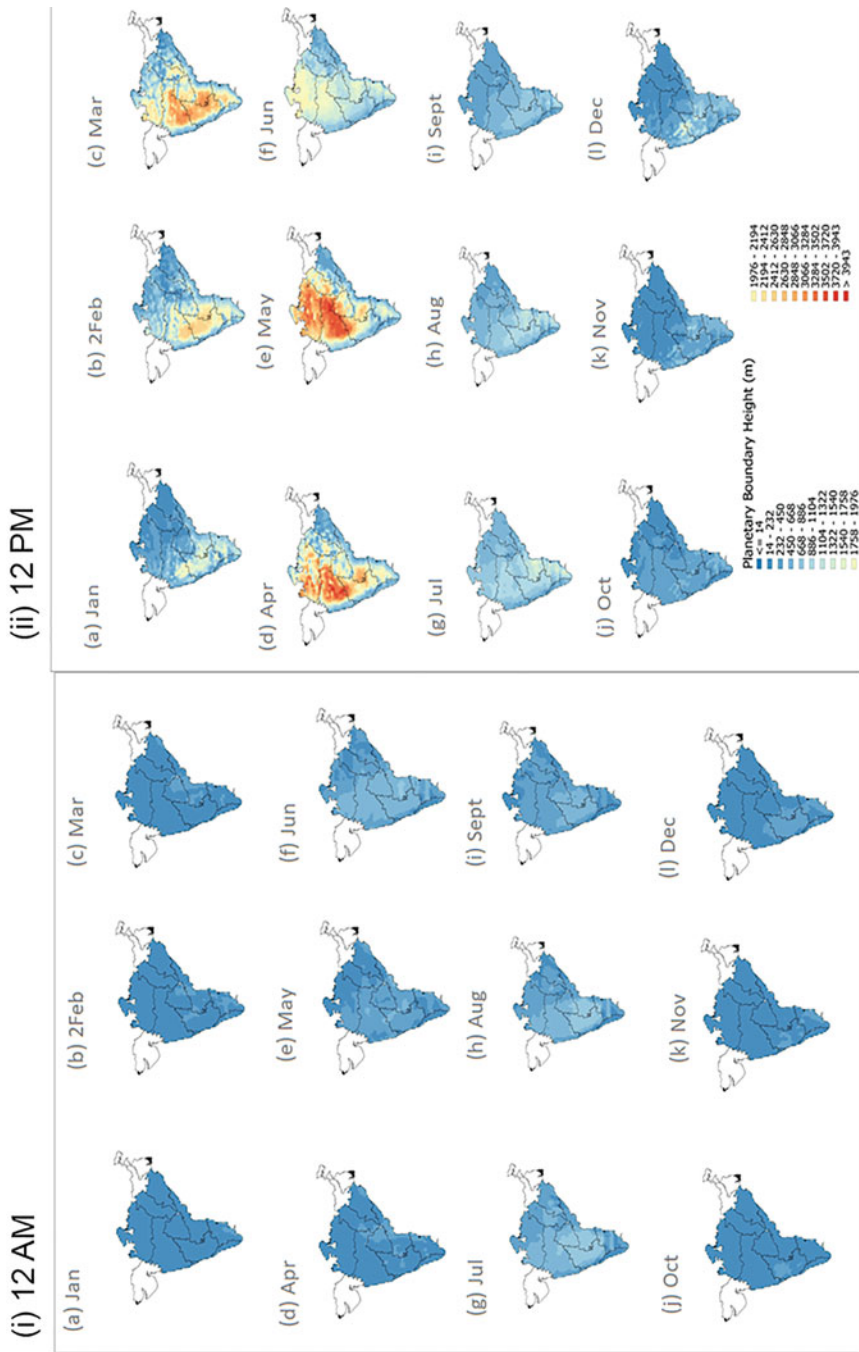 (i) 12 AM
(a) Jan
(b) 2Feb
(c) Mar
(d) Apr
(e) May
(f) Jun
(g) Jul
(h) Aug
(i) Sept
(j) Oct
(k) Nov
(l) Dec
(ii) 12 PM
(a) Jan
(b) 2Feb
(c) Mar
(d) Apr
(e) May
(f) Jun
(g) Jul
(h) Aug
(i) Sept
(j) Oct
(k) Nov
(l) Dec
Planetary Boundary Height (m)
<= 14
14 - 232
232 - 450
450 - 668
668 - 886
886 - 1104
1104 - 1322
1322 - 1540
1540 - 1758
1758 - 1976
1976 - 2194
2194 - 2412
2412 - 2630
2630 - 2848
2848 - 3066
3066 - 3284
3284 - 3502
3502 - 3720
3720 - 3943
> 3943